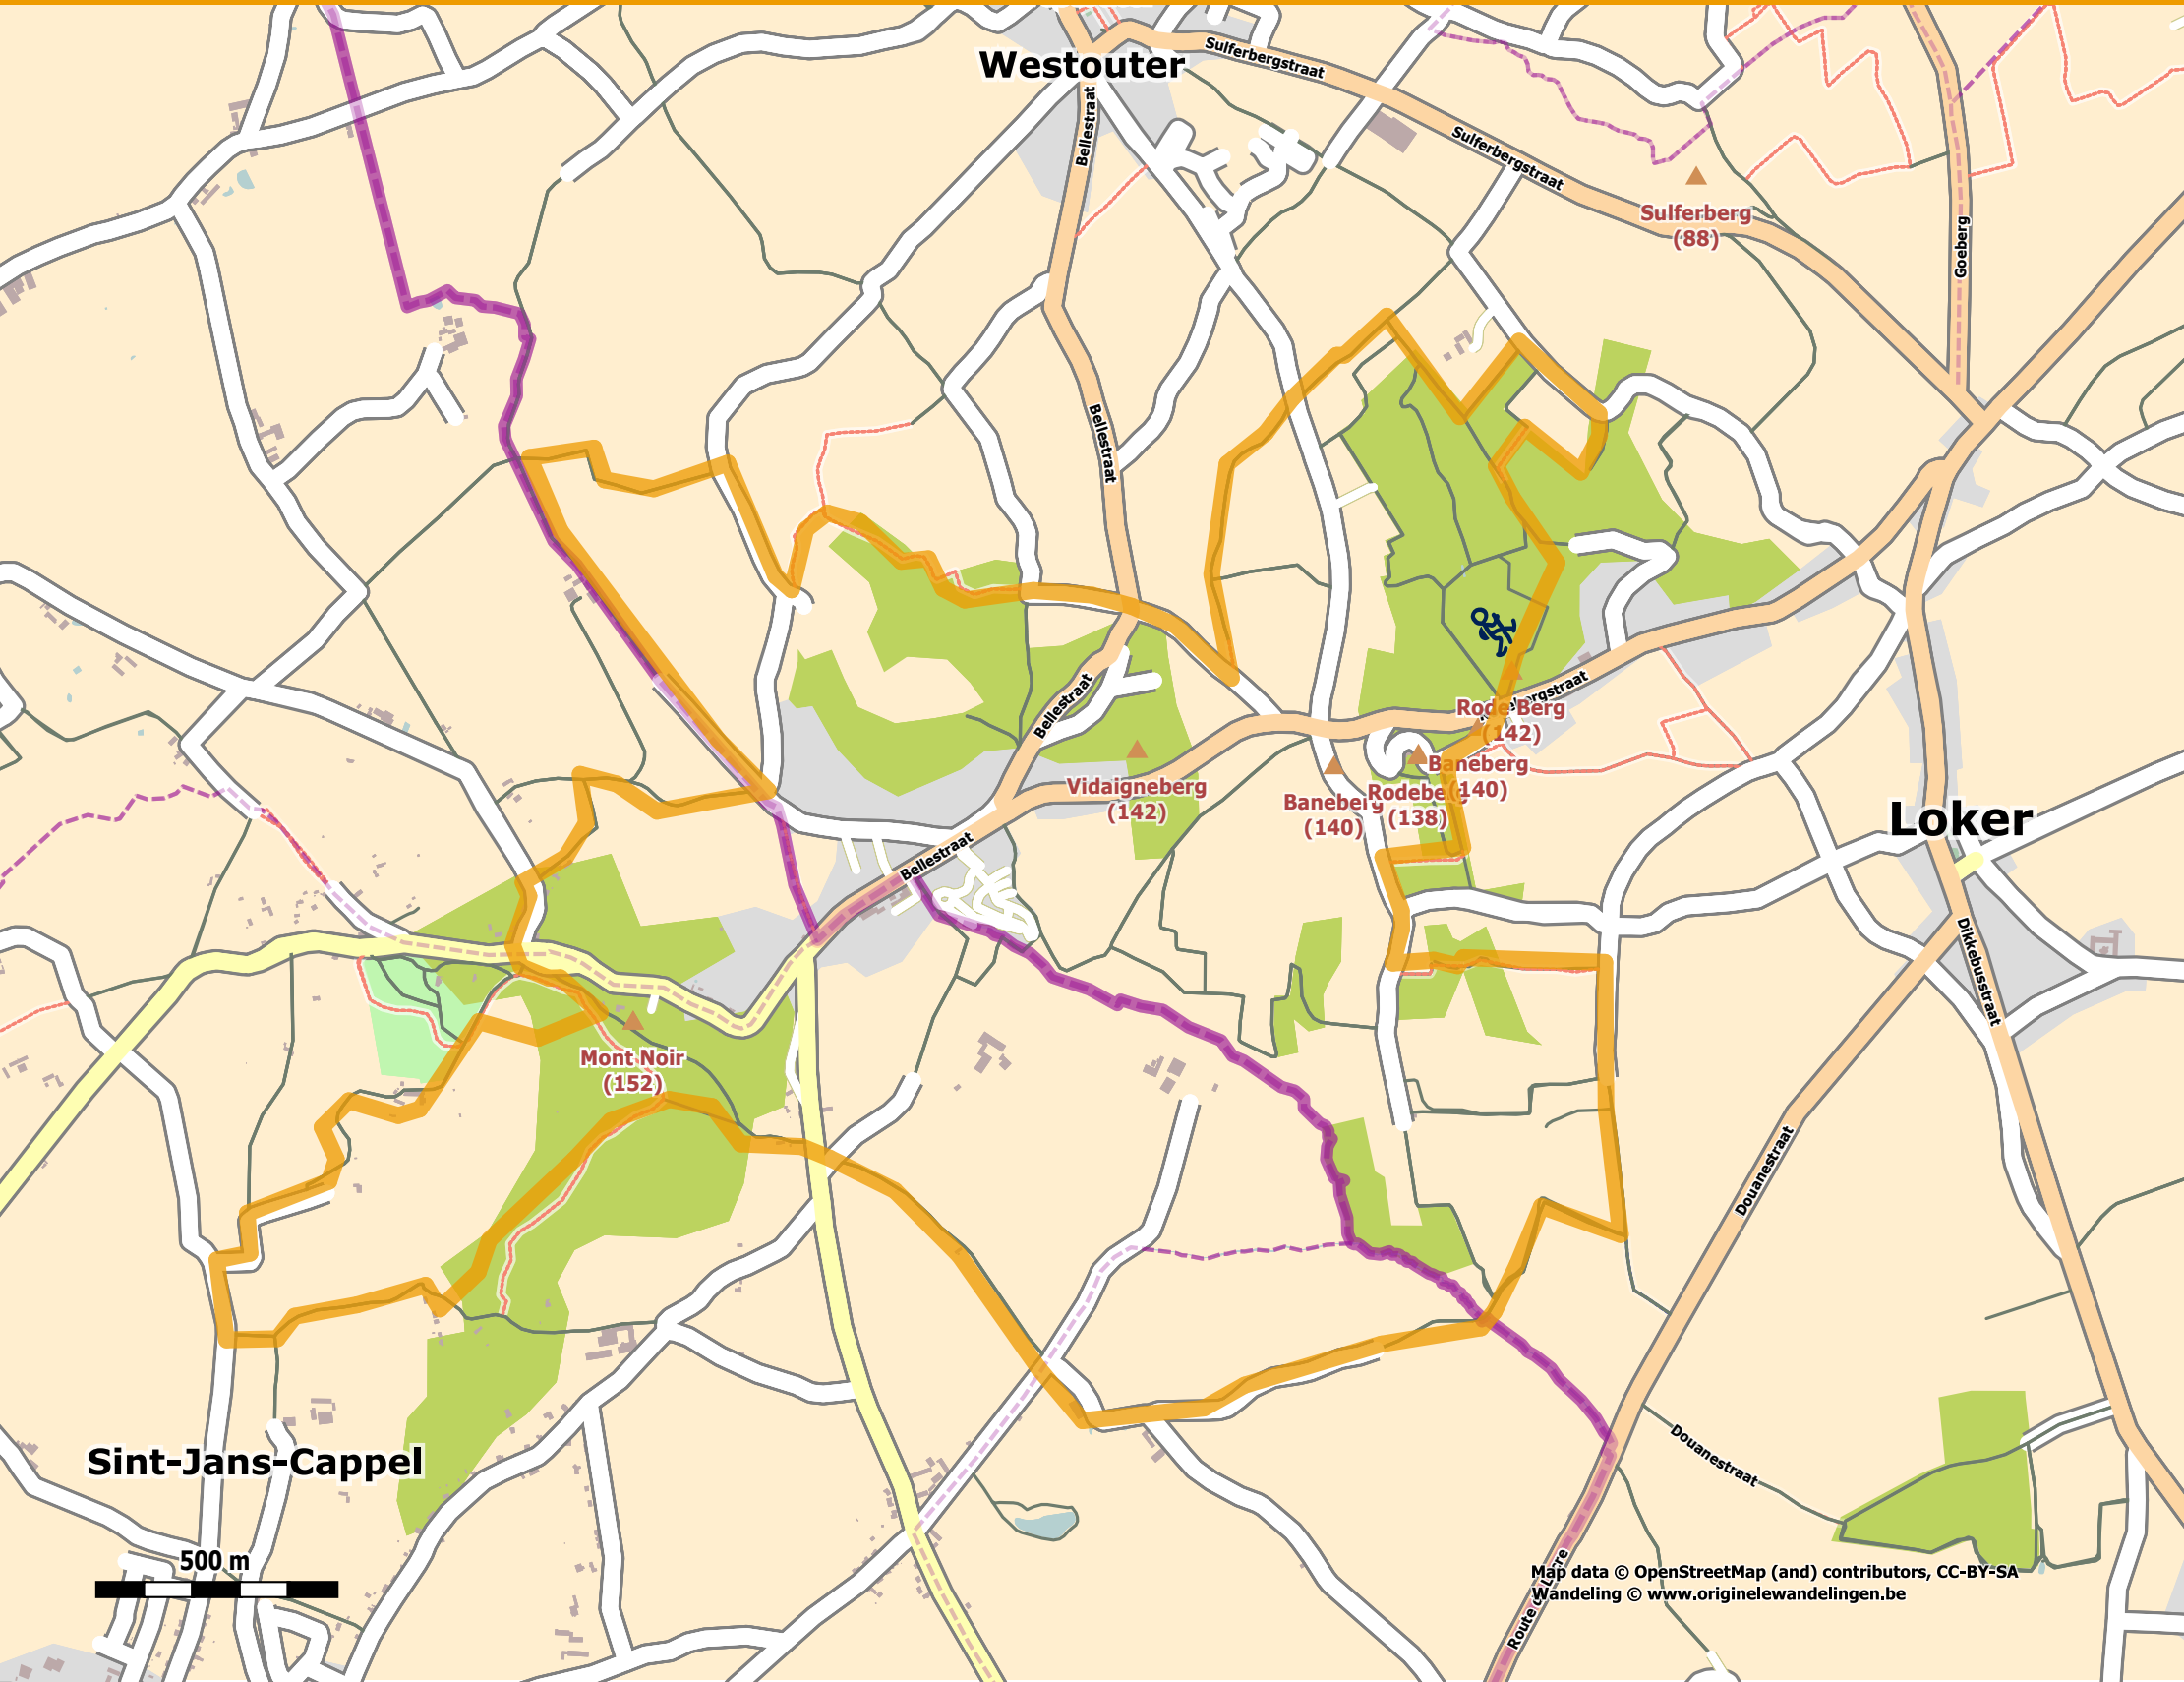 Westouter
Sulferbergstraat
Bellestraat
Sulferbergstraat
Sulferberg
(88)
Goeberg
Bellestraat
Bellestraat
Rode Berg
(142)
Baneberg
(140)
Vidaigneberg
(142)
Baneberg
(140)
(138)
Loker
Bellestraat
Dikkebusstraat
Mont Noir
(152)
Douanestraat
Douanestraat
Sint-Jans-Cappel
500 m
Map data © OpenStreetMap (and) contributors, CC-BY-SA
Wandeling © www.originelewandelingen.be
Route